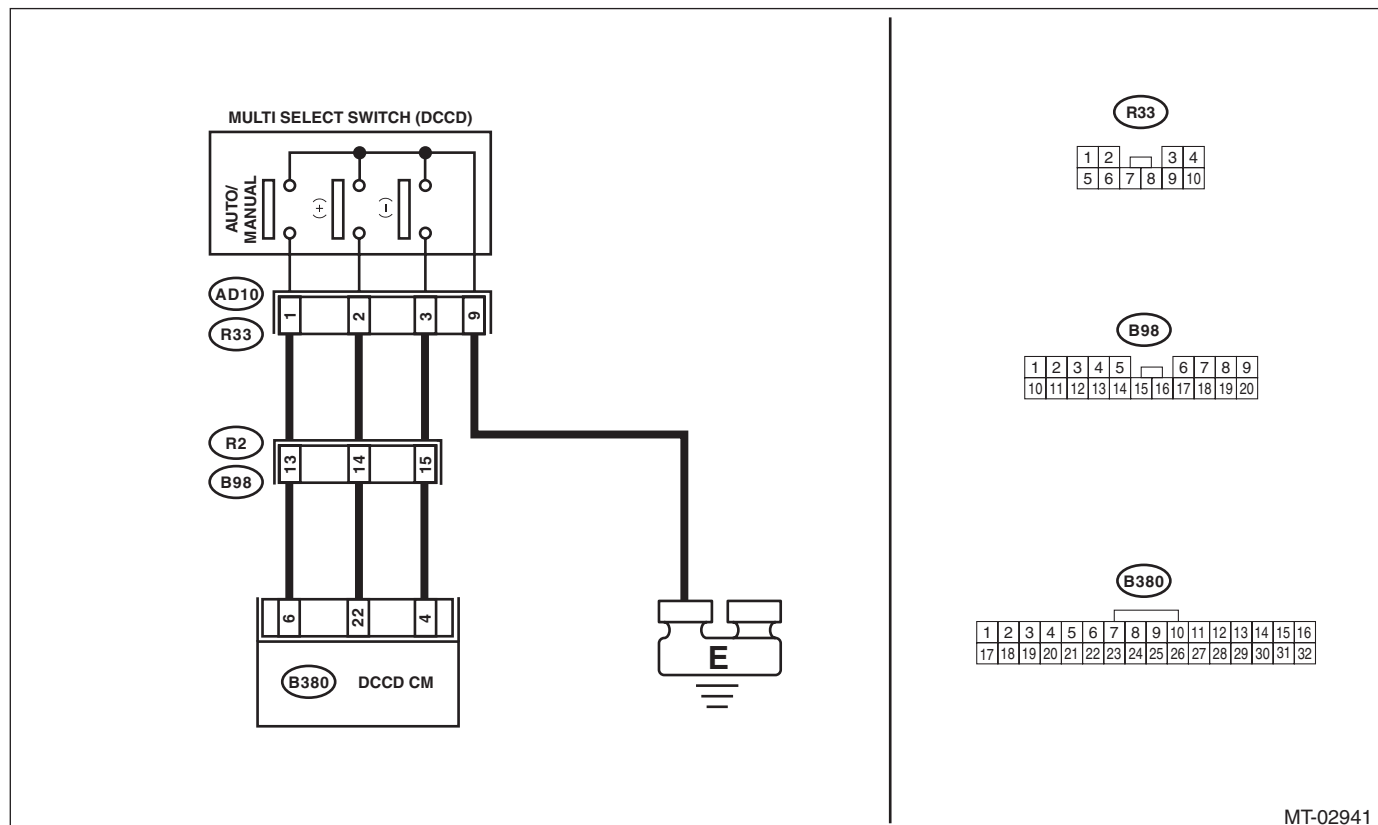 MULTI SELECT SWITCH (DCCD)
AUTO/
MANUAL
(+)
(−)
AD10
R33
1 2 3 9
R2
B98
13 14 15
6 22 4
B380 DCCD CM
E
R33
1 2 3 4
5 6 7 8 9 10
B98
1 2 3 4 5 6 7 8 9
10 11 12 13 14 15 16 17 18 19 20
B380
1 2 3 4 5 6 7 8 9 10 11 12 13 14 15 16
17 18 19 20 21 22 23 24 25 26 27 28 29 30 31 32
MT-02941